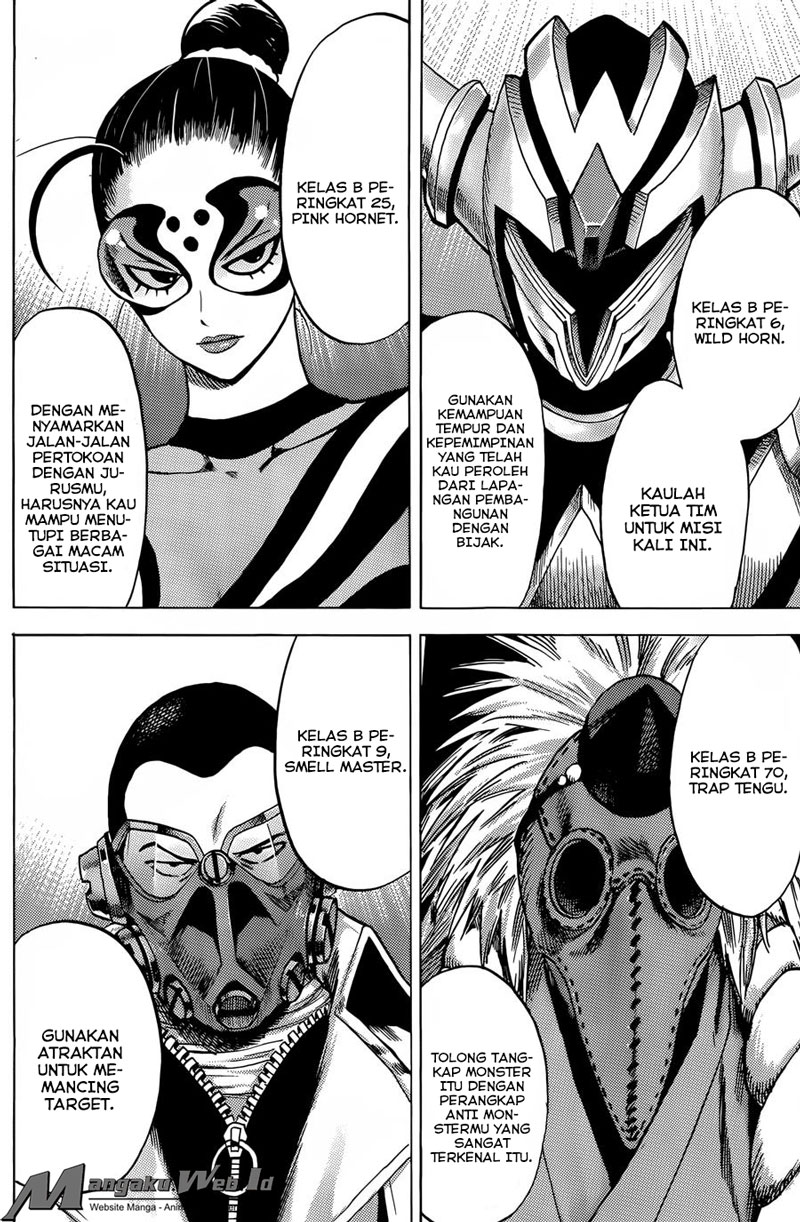 KELAS B PE-
RINGKAT 6,
WILD HORN.
KAULAH
KETUA TIM
UNTUK MISI
KALI INI.
GUNAKAN
KEMAMPUAN
TEMPUR DAN
KEPEMIMPINAN
YANG TELAH
KAU PEROLEH
DARI LAPA-
NGAN PEMBA-
NGUNAN
DENGAN
BIJAK.
KELAS B PE-
RINGKAT 25,
PINK HORNET.
DENGAN ME-
NYAMARKAN
JALAN-JALAN
PERTOKOAN
DENGAN JU-
RUSMU,
HARUSNYA KAU
MAMPU MENU-
TUPI BERBA-
GAI MACAM
SITUASI.
KELAS B PE-
RINGKAT 70,
TRAP TENGU.
TOLONG TANG-
KAP MONSTER
ITU DENGAN
PERANGKAP
ANTI MON-
STERMU YANG
SANGAT
TERKENAL ITU.
KELAS B PE-
RINGKAT 9,
SMELL MASTER.
GUNAKAN
ATRAKTAN
UNTUK ME-
MANCING
TARGET.
Mangaku Web Id
Website Manga - Ani